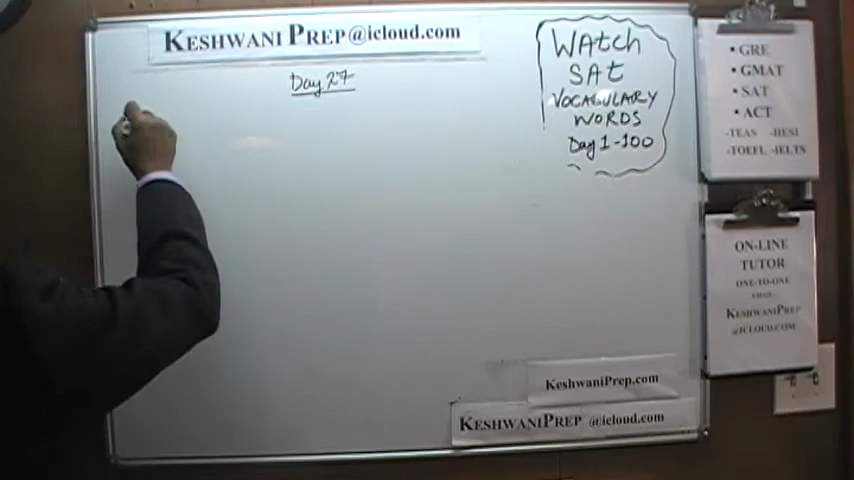 KESHWANI PREP@icloud.com
Day 27
WAtch
SAt
VOCABULARY
WORDS
Day 1-100
• GRE
• GMAT
• SAT
• ACT
-TEAS -HESI
-TOEFL -IELTS
ON-LINE
TUTOR
ONE-TO-ONE
EMAIL:
KESHWANIPREP
@ICLOUD.COM
KeshwaniPrep.com
KESHWANIPREP @icloud.com